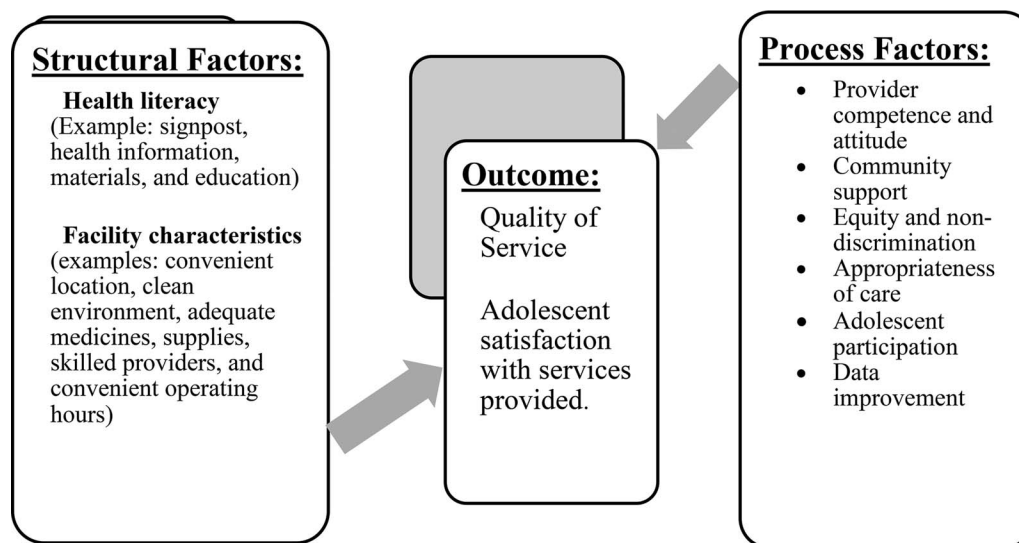 Structural Factors:
Health literacy
(Example: signpost,
health information,
materials, and education)
Facility characteristics
(examples: convenient
location, clean
environment, adequate
medicines, supplies,
skilled providers, and
convenient operating
hours)
Outcome:
Quality of
Service
Adolescent
satisfaction
with services
provided.
Process Factors:
• Provider
competence and
attitude
• Community
support
• Equity and non-
discrimination
• Appropriateness
of care
• Adolescent
participation
• Data
improvement